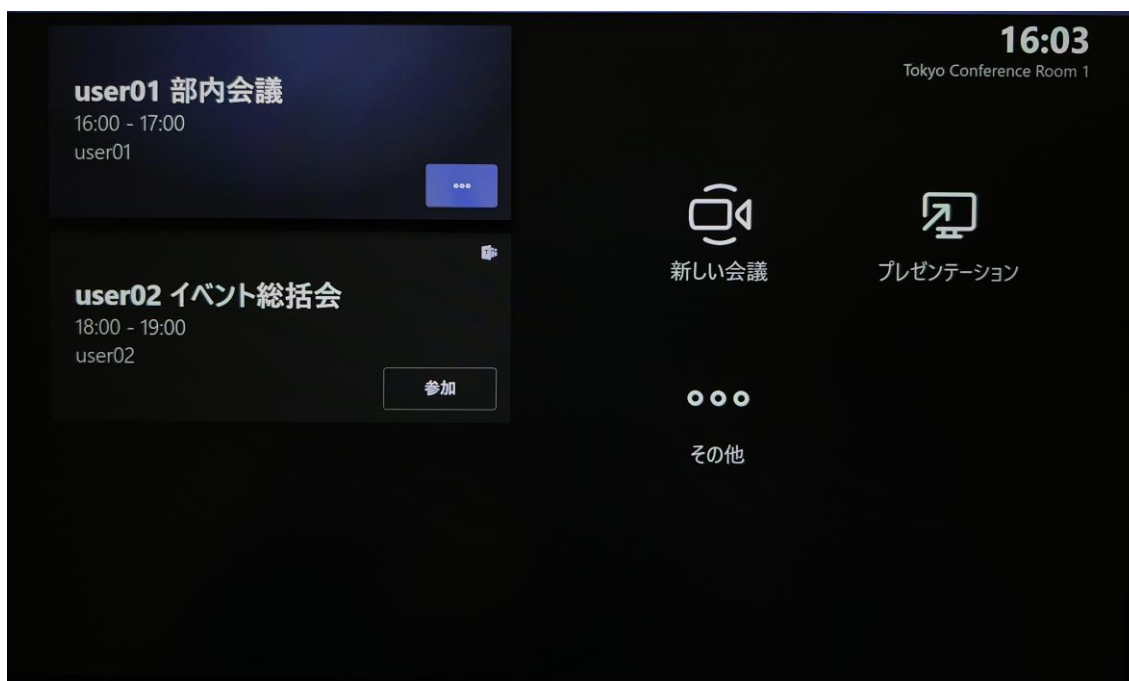 user01 部内会議
16:00 - 17:00
user01
user02 イベント総括会
18:00 - 19:00
user02
参加
16:03
Tokyo Conference Room 1
新しい会議
プレゼンテーション
その他